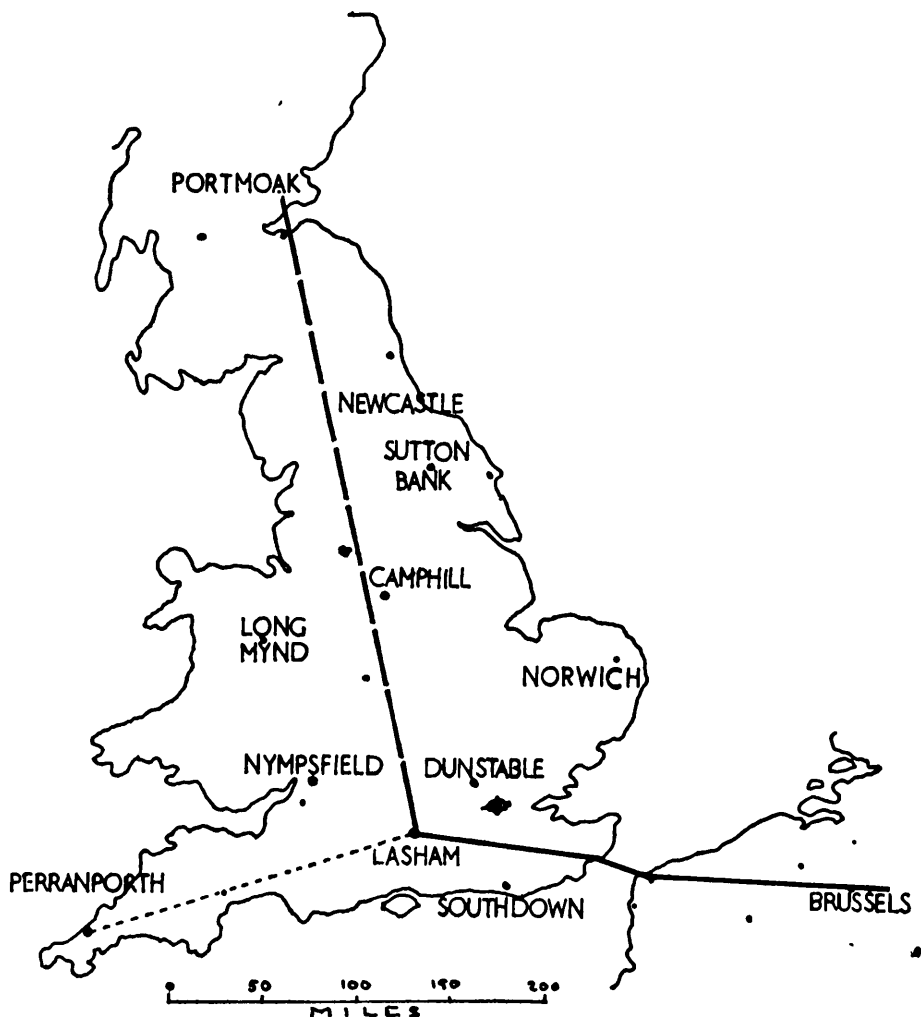 PORTMOAK
NEWCASTLE
SUTTON
BANK
CAMPHILL
LONG
MYND
NORWICH
NYMPSFIELD
DUNSTABLE
LASHAM
PERRANPORTH
SOUTHDOWN
BRUSSELS
0 50 100 150 200
MILES